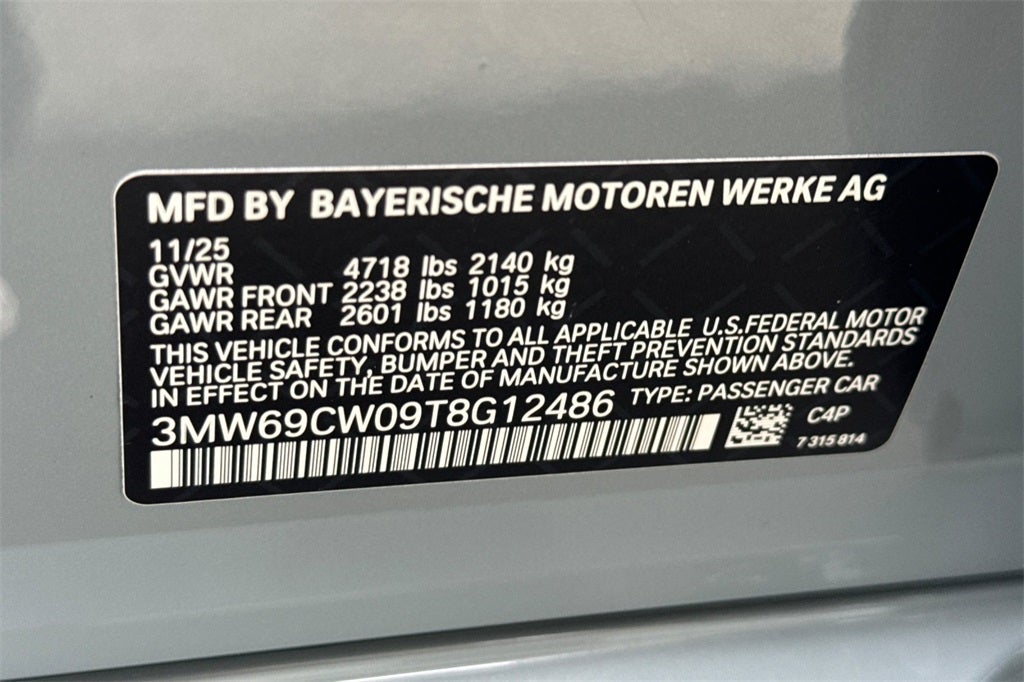 MFD BY BAYERISCHE MOTOREN WERKE AG
11/25
GVWR 4718 lbs 2140 kg
GAWR FRONT 2238 lbs 1015 kg
GAWR REAR 2601 lbs 1180 kg
THIS VEHICLE CONFORMS TO ALL APPLICABLE U.S.FEDERAL MOTOR
VEHICLE SAFETY, BUMPER AND THEFT PREVENTION STANDARDS
IN EFFECT ON THE DATE OF MANUFACTURE SHOWN ABOVE.
3MW69CW09T8G12486 TYPE: PASSENGER CAR
C4P
7 315 814